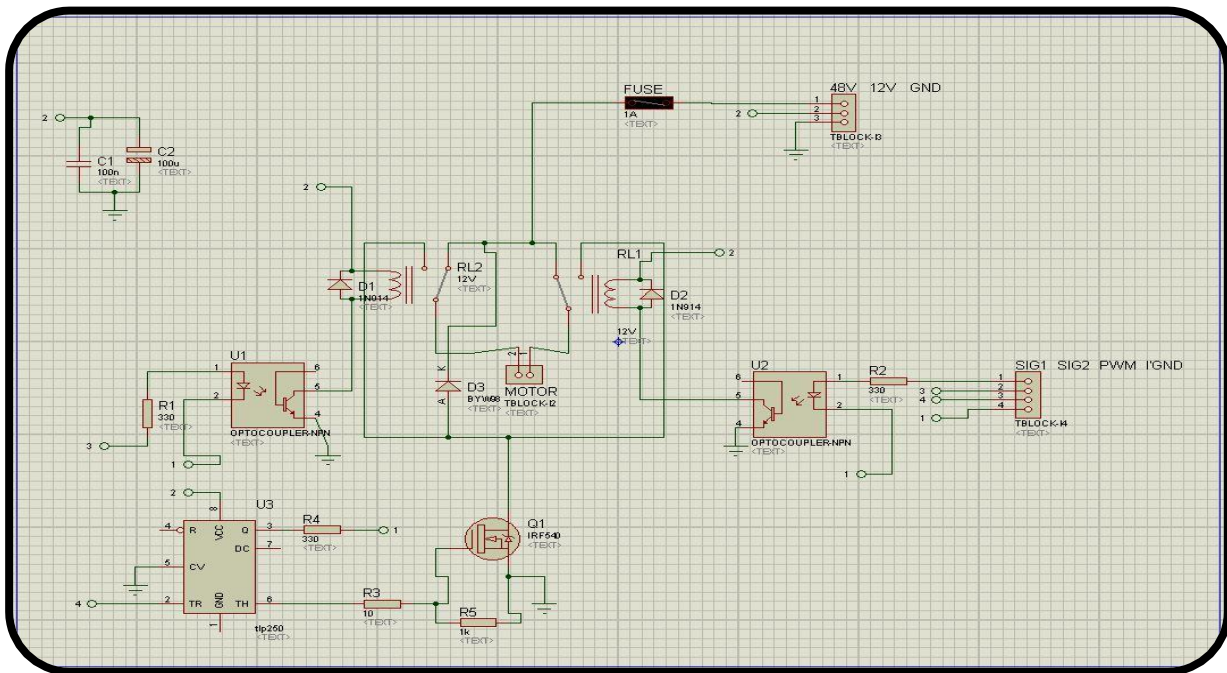 FUSE
1A
<TEXT>
48V 12V GND
1
2
2
3
TBLOCK-I3
<TEXT>
2
C1
100n
<TEXT>
C2
100u
<TEXT>
2
RL2
12V
<TEXT>
RL1
2
D1
1N914
<TEXT>
D2
1N914
<TEXT>
12V
<TEXT>
2
1
MOTOR
TBLOCK-I2
<TEXT>
K
D3
A
BYW98
<TEXT>
U1
1
6
2
5
4
OPTOCOUPLER-NPN
<TEXT>
R1
330
<TEXT>
3
1
U2
6
1
5
2
4
OPTOCOUPLER-NPN
<TEXT>
R2
330
<TEXT>
1
SIG1 SIG2 PWM I'GND
1
3
2
4
3
1
4
TBLOCK-I4
<TEXT>
2
U3
8
4
R
VCC
Q
3
DC
7
5
CV
4
2
TR
GND
TH
6
1
tlp250
<TEXT>
R4
330
<TEXT>
1
Q1
IRF540
<TEXT>
R3
10
<TEXT>
R5
1k
<TEXT>